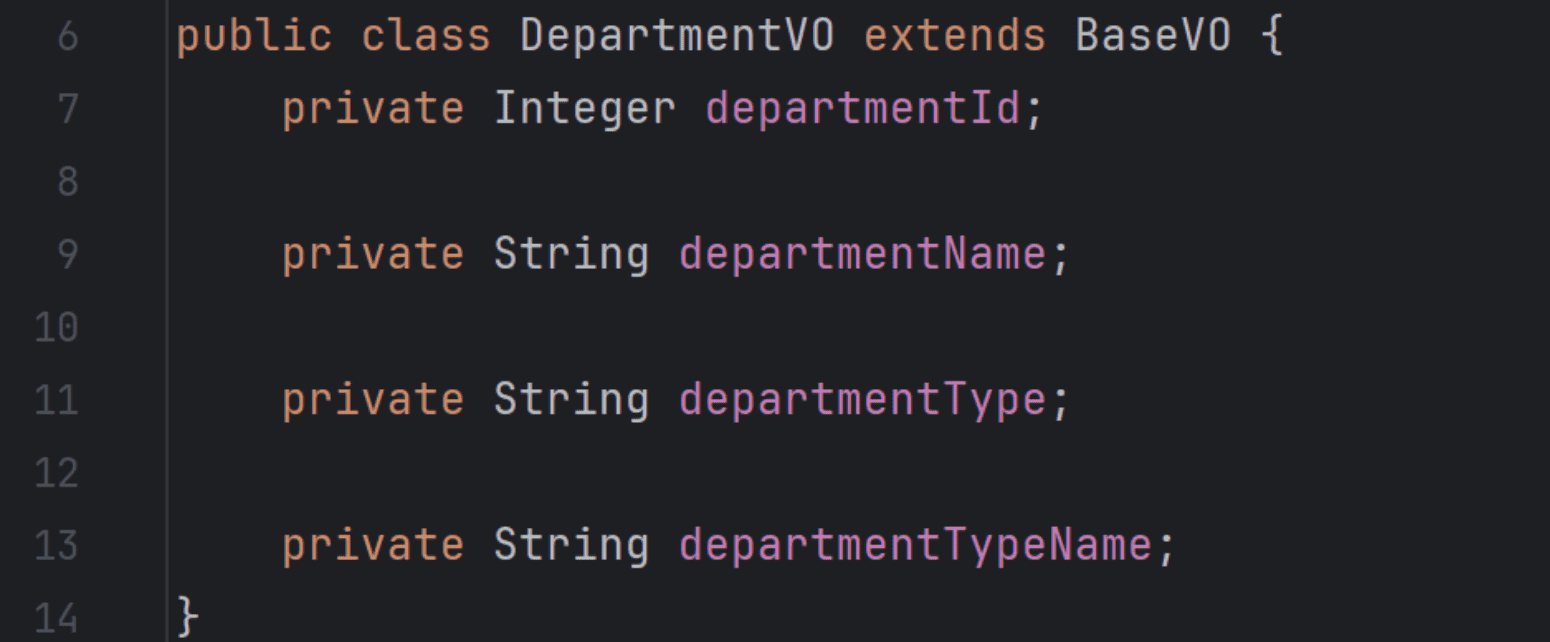 6 public class DepartmentVO extends BaseVO {
7 private Integer departmentId;
8
9 private String departmentName;
10
11 private String departmentType;
12
13 private String departmentTypeName;
14 }